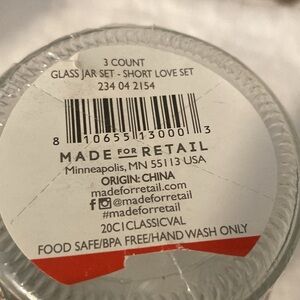 3 COUNT
GLASS JAR SET - SHORT LOVE SET
234 04 2154
8 10655 13000 3
MADE FOR RETAIL
Minneapolis, MN 55113 USA
ORIGIN: CHINA
madeforretail.com
@madeforretail
#madeforretail
20C1CLASSICVAL
FOOD SAFE/BPA FREE/HAND WASH ONLY